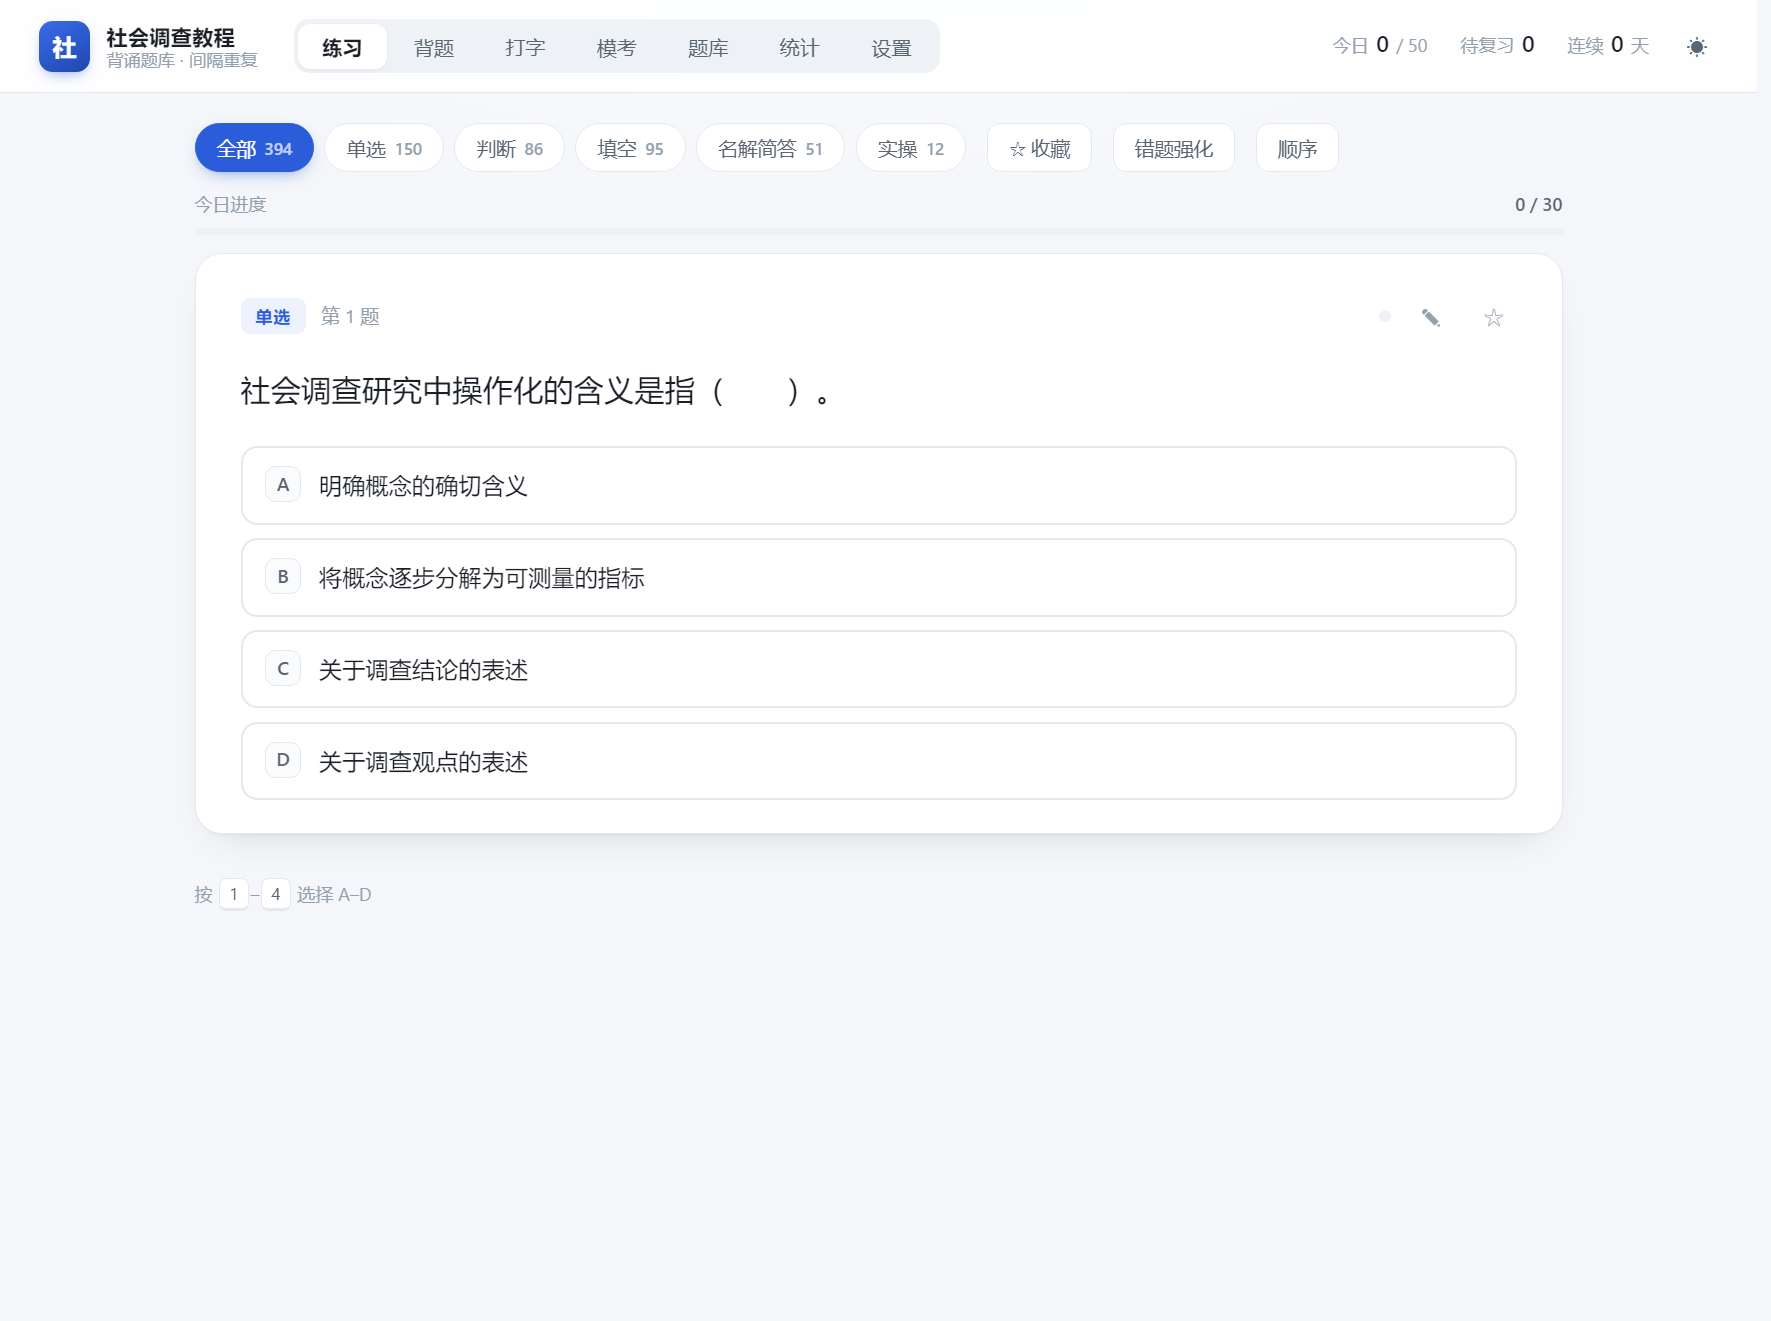 社 社会调查教程
背诵题库 · 间隔重复
练习 背题 打字 模考 题库 统计 设置
今日 0 / 50 待复习 0 连续 0 天
全部 394 单选 150 判断 86 填空 95 名解简答 51 实操 12 ☆ 收藏 错题强化 顺序
今日进度 0 / 30
单选 第 1 题
社会调查研究中操作化的含义是指（　　）。
A 明确概念的确切含义
B 将概念逐步分解为可测量的指标
C 关于调查结论的表述
D 关于调查观点的表述
按 1 – 4 选择 A–D